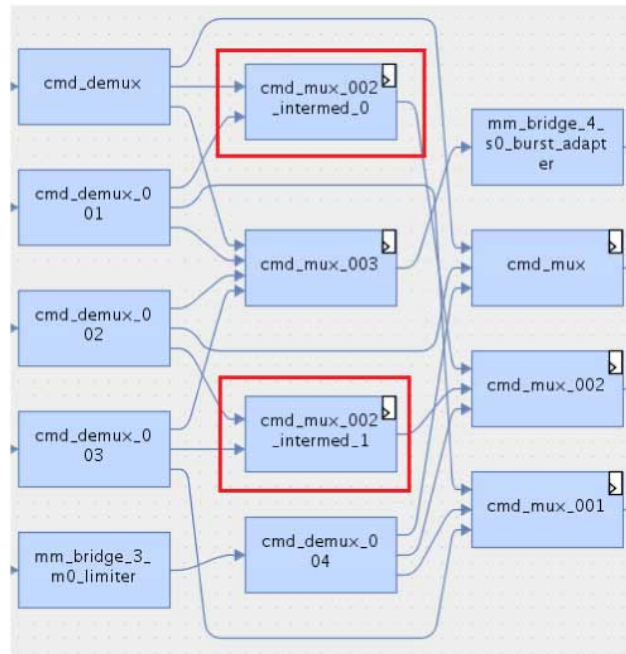 cmd_demux
cmd_mux_002
_intermed_0
mm_bridge_4_
s0_burst_adapt
er
cmd_demux_0
01
cmd_mux_003
cmd_mux
cmd_demux_0
02
cmd_mux_002
cmd_demux_0
03
cmd_mux_002
_intermed_1
cmd_mux_001
mm_bridge_3_
m0_limiter
cmd_demux_0
04